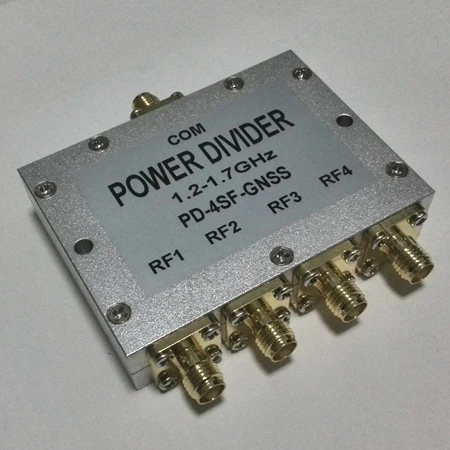 COM
POWER DIVIDER
1.2-1.7GHz
PD-4SF-GNSS
RF1 RF2 RF3 RF4